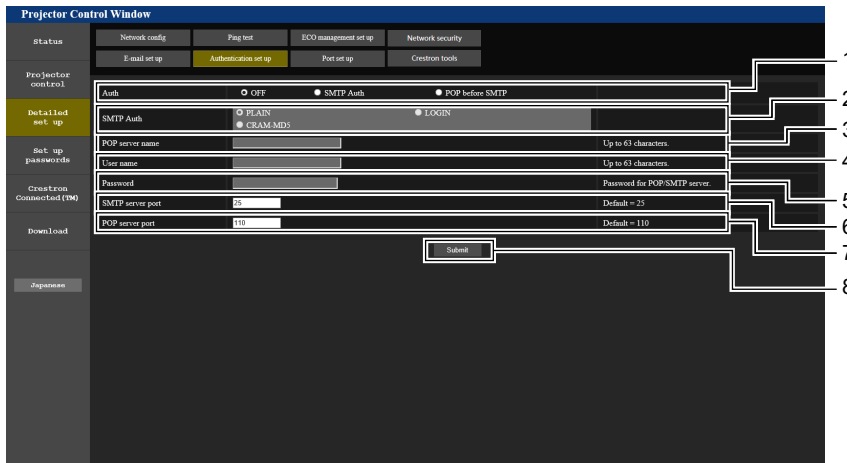 Projector Control Window
Status
Network config Ping test ECO management set up Network security
E-mail set up Authentication set up Port set up Crestron tools
Projector
control
Detailed
set up
Set up
passwords
Crestron
Connected(TM)
Download
Japanese
Auth OFF SMTP Auth POP before SMTP
SMTP Auth PLAIN LOGIN
CRAM-MD5
POP server name Up to 63 characters.
User name Up to 63 characters.
Password Password for POP/SMTP server.
SMTP server port 25 Default = 25
POP server port 110 Default = 110
Submit
1
2
3
4
5
6
7
8